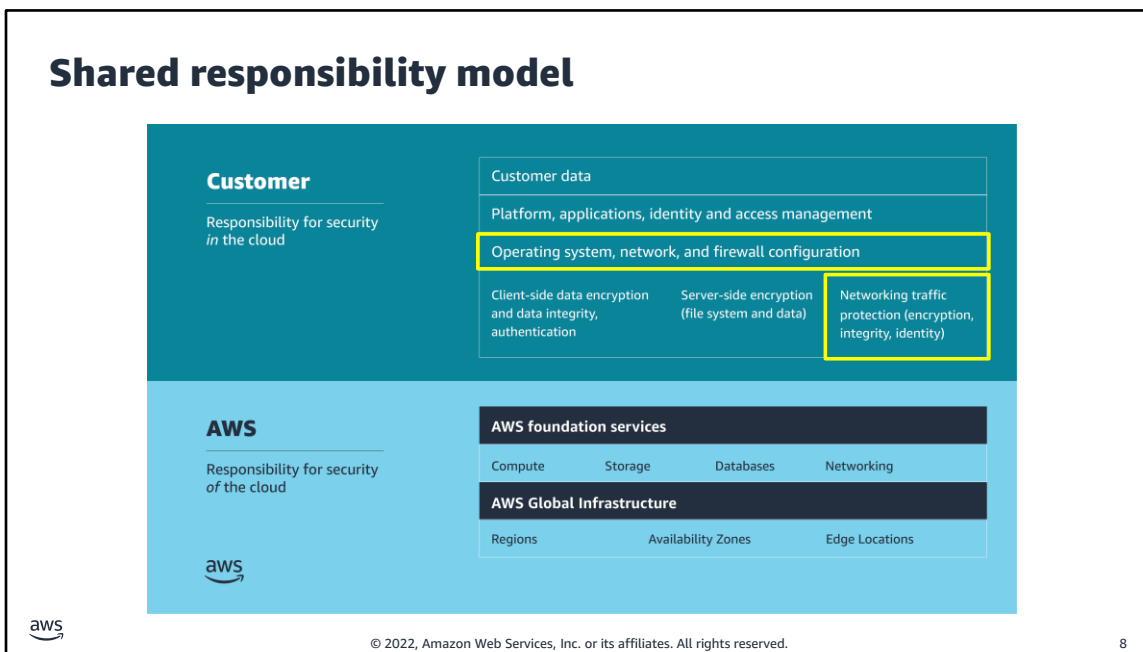 Shared responsibility model
Customer
Responsibility for security
in the cloud
Customer data
Platform, applications, identity and access management
Operating system, network, and firewall configuration
Client-side data encryption
and data integrity,
authentication
Server-side encryption
(file system and data)
Networking traffic
protection (encryption,
integrity, identity)
AWS
Responsibility for security
of the cloud
aws
AWS foundation services
Compute Storage Databases Networking
AWS Global Infrastructure
Regions Availability Zones Edge Locations
aws
© 2022, Amazon Web Services, Inc. or its affiliates. All rights reserved.
8